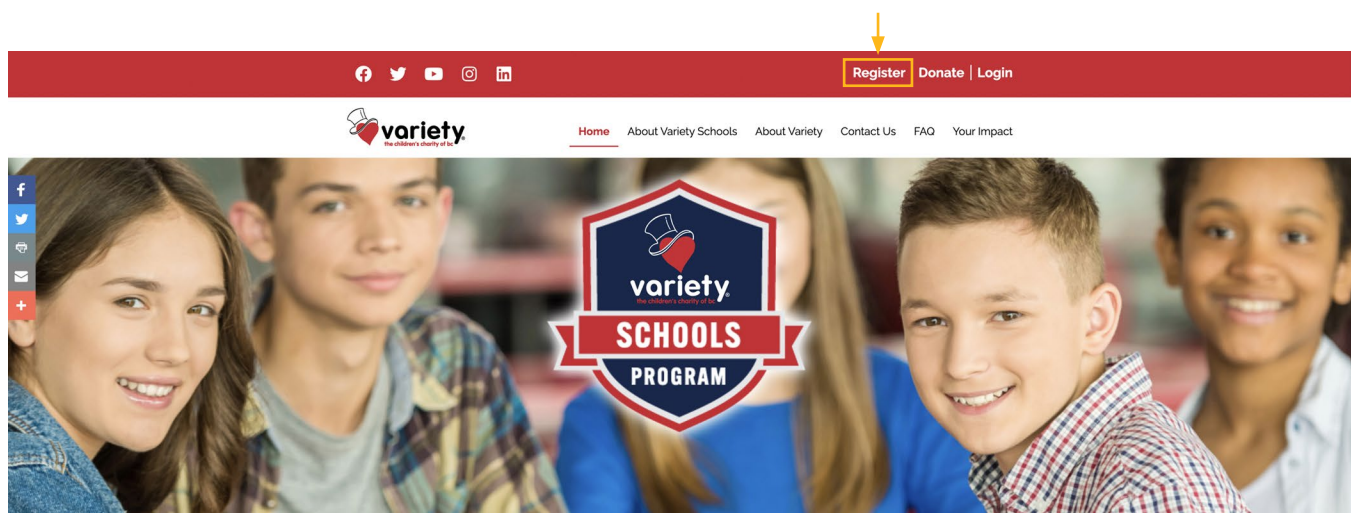 Register Donate | Login
variety
the children's charity of bc
Home About Variety Schools About Variety Contact Us FAQ Your Impact
variety
the children's charity of bc
SCHOOLS
PROGRAM